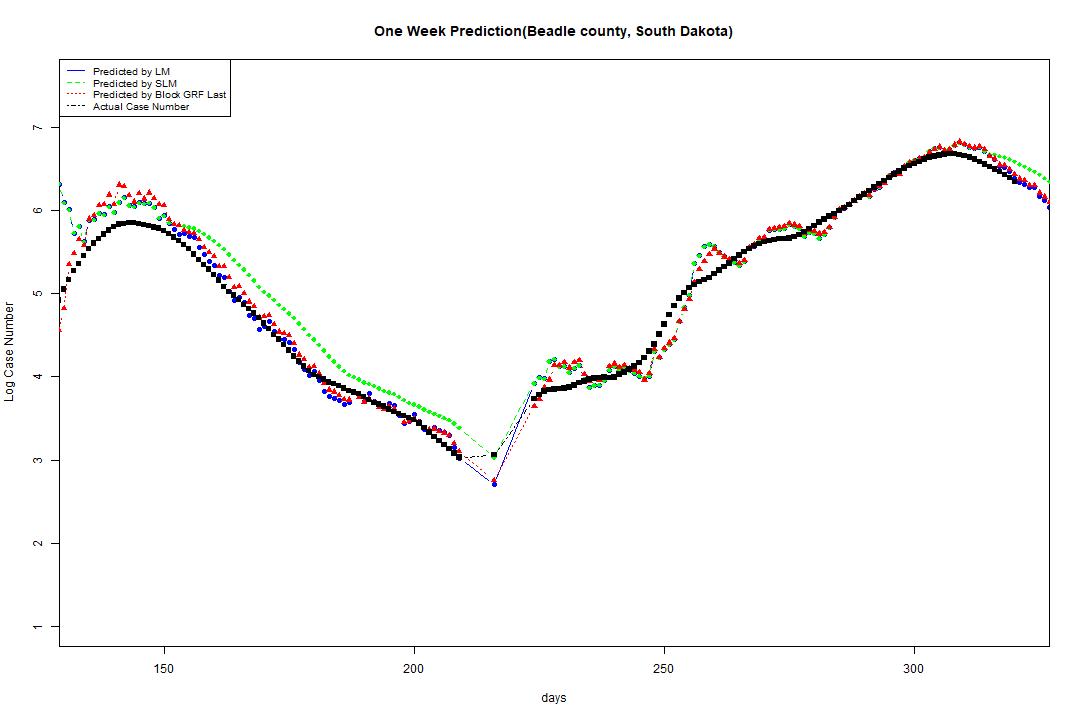 One Week Prediction(Beadle county, South Dakota)
Predicted by LM
Predicted by SLM
Predicted by Block GRF Last
Actual Case Number
Log Case Number
7
6
5
4
3
2
1
150 200 250 300
days